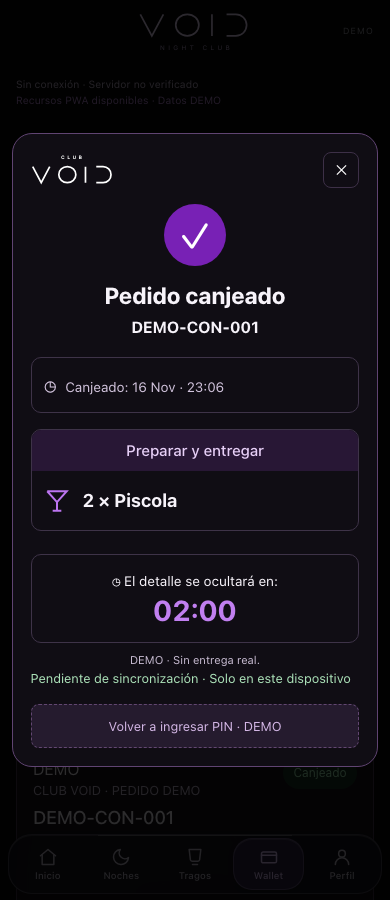 VOID
NIGHT CLUB
DEMO
Sin conexión · Servidor no verificado
Recursos PWA disponibles · Datos DEMO
CLUB
VOID
Pedido canjeado
DEMO-CON-001
Canjeado: 16 Nov · 23:06
Preparar y entregar
2 × Piscola
El detalle se ocultará en:
02:00
DEMO · Sin entrega real.
Pendiente de sincronización · Solo en este dispositivo
Volver a ingresar PIN · DEMO
DEMO
Canjeado
CLUB VOID · PEDIDO DEMO
DEMO-CON-001
Inicio
Noches
Tragos
Wallet
Perfil